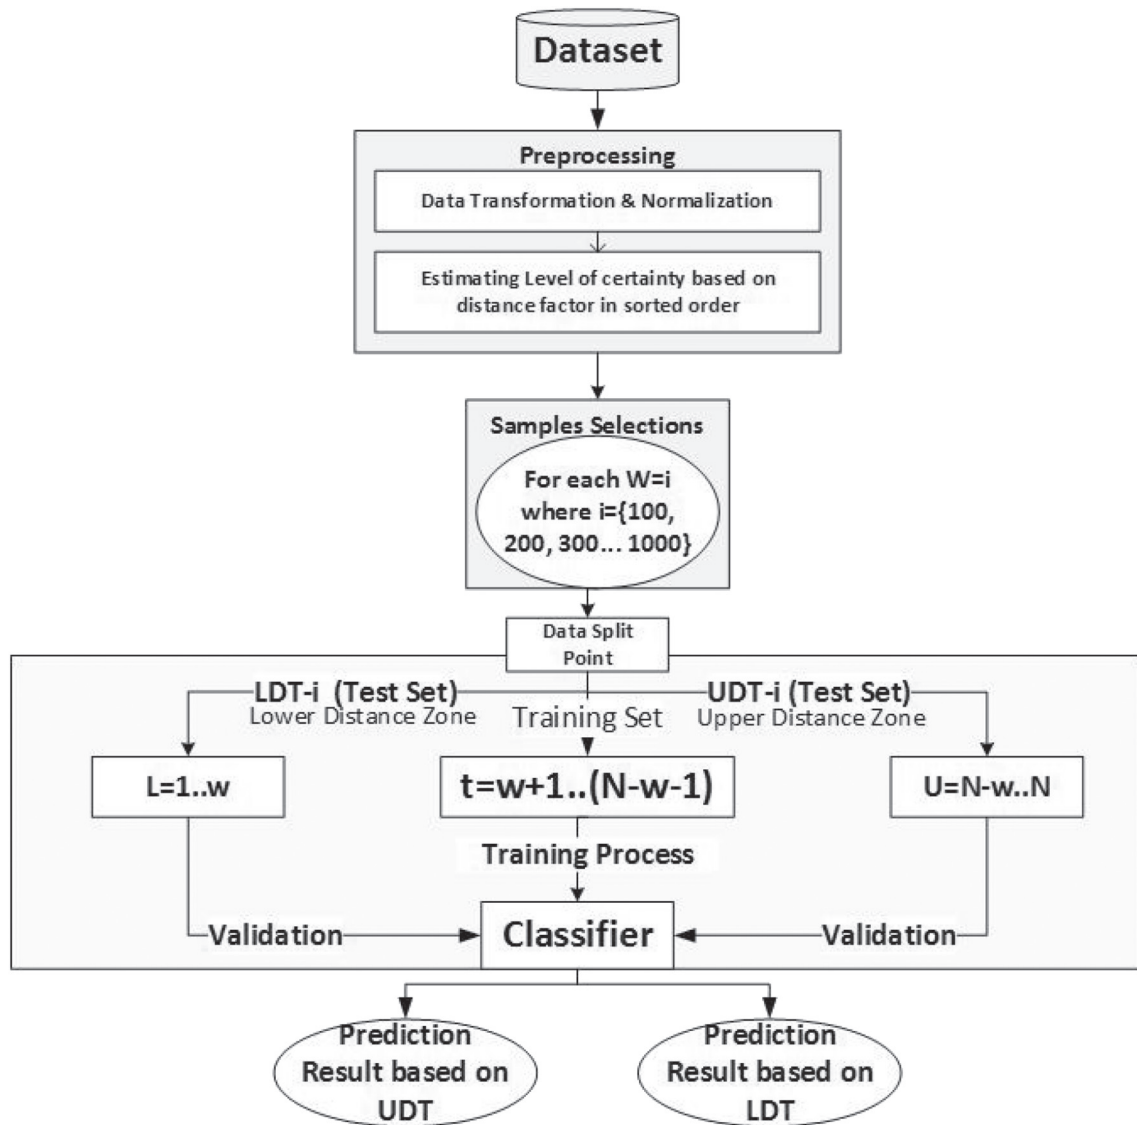 Dataset
Preprocessing
Data Transformation & Normalization
Estimating Level of certainty based on
distance factor in sorted order
Samples Selections
For each W=i
where i={100,
200, 300... 1000}
Data Split
Point
LDT-i (Test Set)
Lower Distance Zone
Training Set
UDT-i (Test Set)
Upper Distance Zone
L=1..w
t=w+1..(N-w-1)
U=N-w..N
Training Process
Validation
Classifier
Validation
Prediction
Result based on
UDT
Prediction
Result based on
LDT